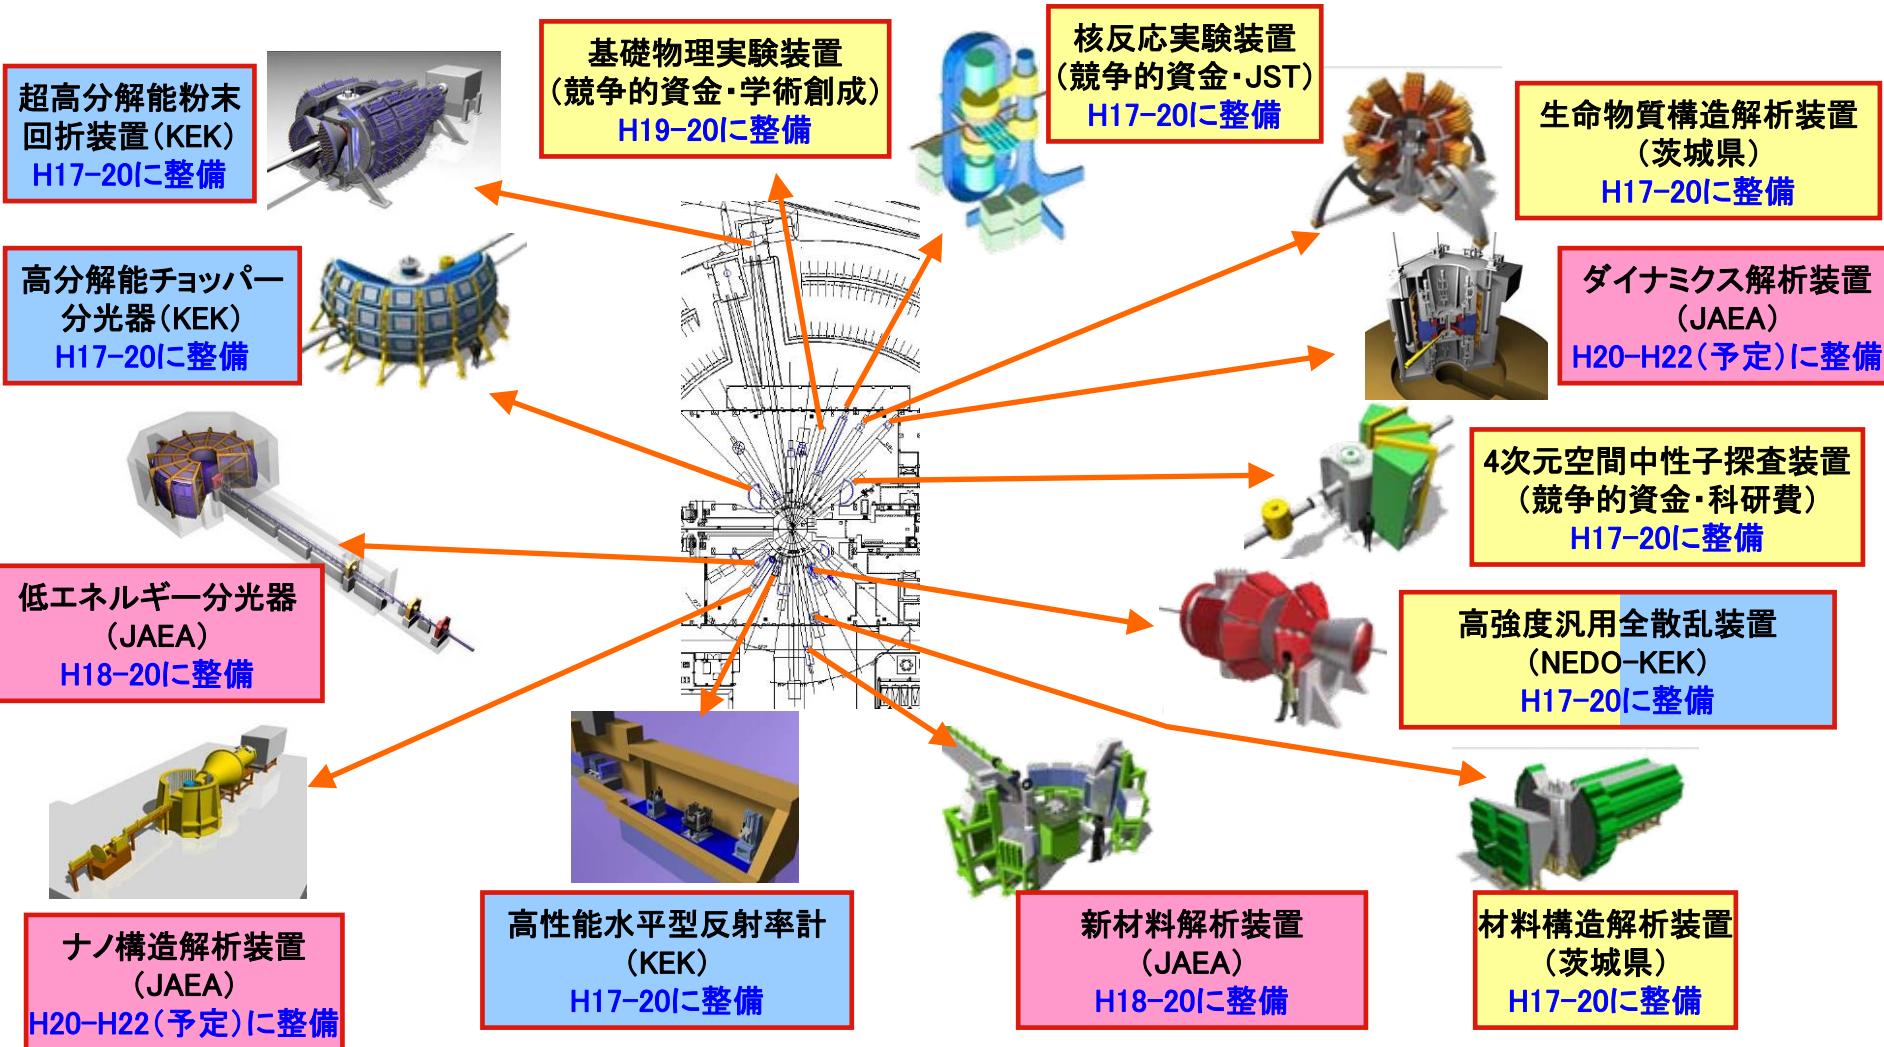 超高分解能粉末
回折装置(KEK)
H17-20に整備
基礎物理実験装置
(競争的資金・学術創成)
H19-20に整備
核反応実験装置
(競争的資金・JST)
H17-20に整備
生命物質構造解析装置
(茨城県)
H17-20に整備
高分解能チョッパー
分光器(KEK)
H17-20に整備
ダイナミクス解析装置
(JAEA)
H20-H22(予定)に整備
4次元空間中性子探査装置
(競争的資金・科研費)
H17-20に整備
低エネルギー分光器
(JAEA)
H18-20に整備
高強度汎用全散乱装置
(NEDO-KEK)
H17-20に整備
ナノ構造解析装置
(JAEA)
H20-H22(予定)に整備
高性能水平型反射率計
(KEK)
H17-20に整備
新材料解析装置
(JAEA)
H18-20に整備
材料構造解析装置
(茨城県)
H17-20に整備